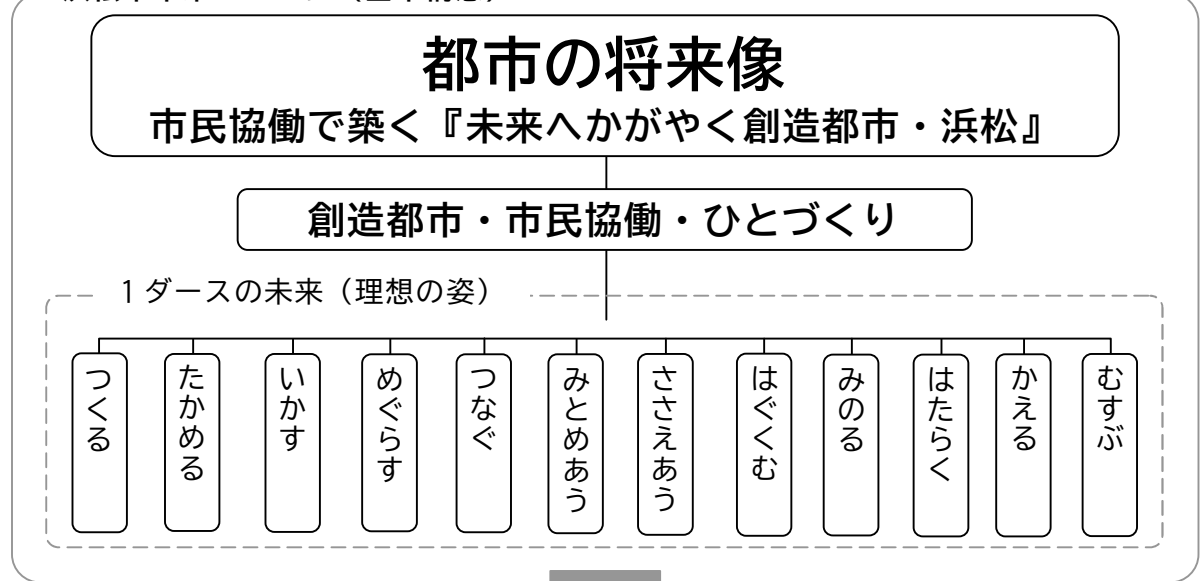 都市の将来像
市民協働で築く『未来へかがやく創造都市・浜松』
創造都市・市民協働・ひとづくり
1ダースの未来（理想の姿）
つくる
たかめる
いかす
めぐらす
つなぐ
みとめあう
ささえあう
はぐくむ
みのる
はたらく
かえる
むすぶ